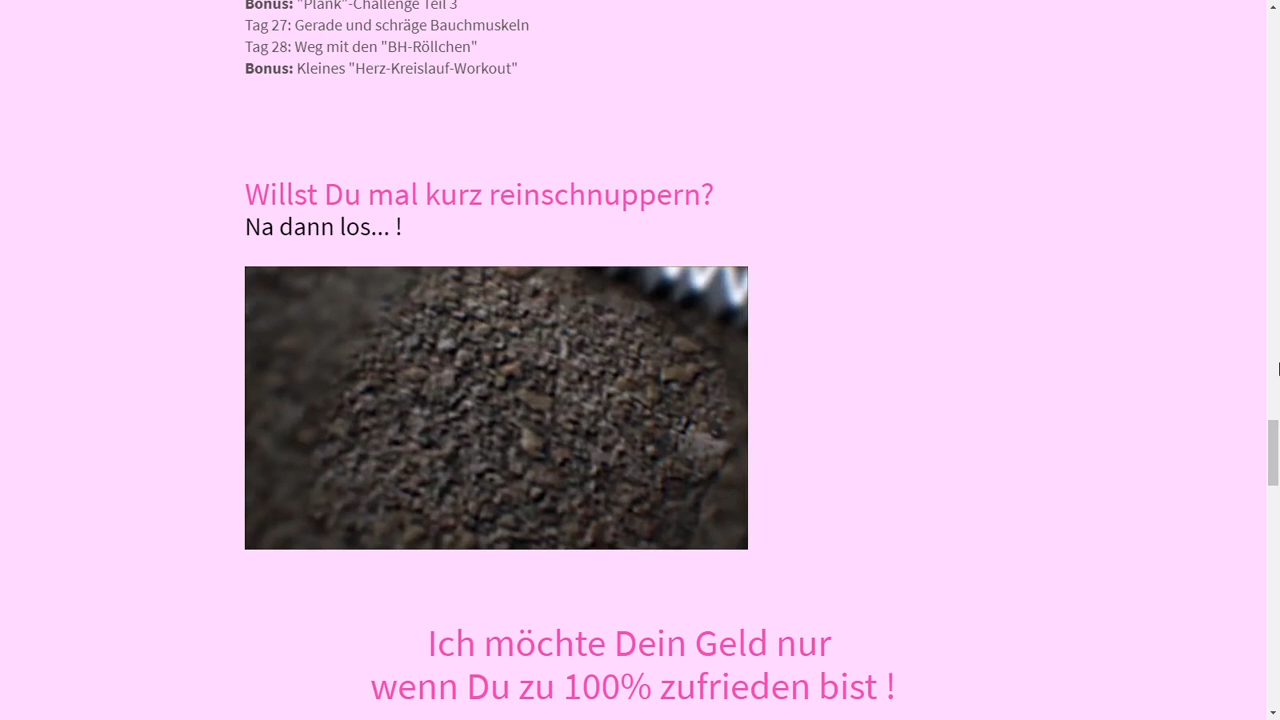 Bonus: "Plank"-Challenge Teil 3
Tag 27: Gerade und schräge Bauchmuskeln
Tag 28: Weg mit den "BH-Röllchen"
Bonus: Kleines "Herz-Kreislauf-Workout"
Willst Du mal kurz reinschnuppern?
Na dann los... !
Ich möchte Dein Geld nur
wenn Du zu 100% zufrieden bist !